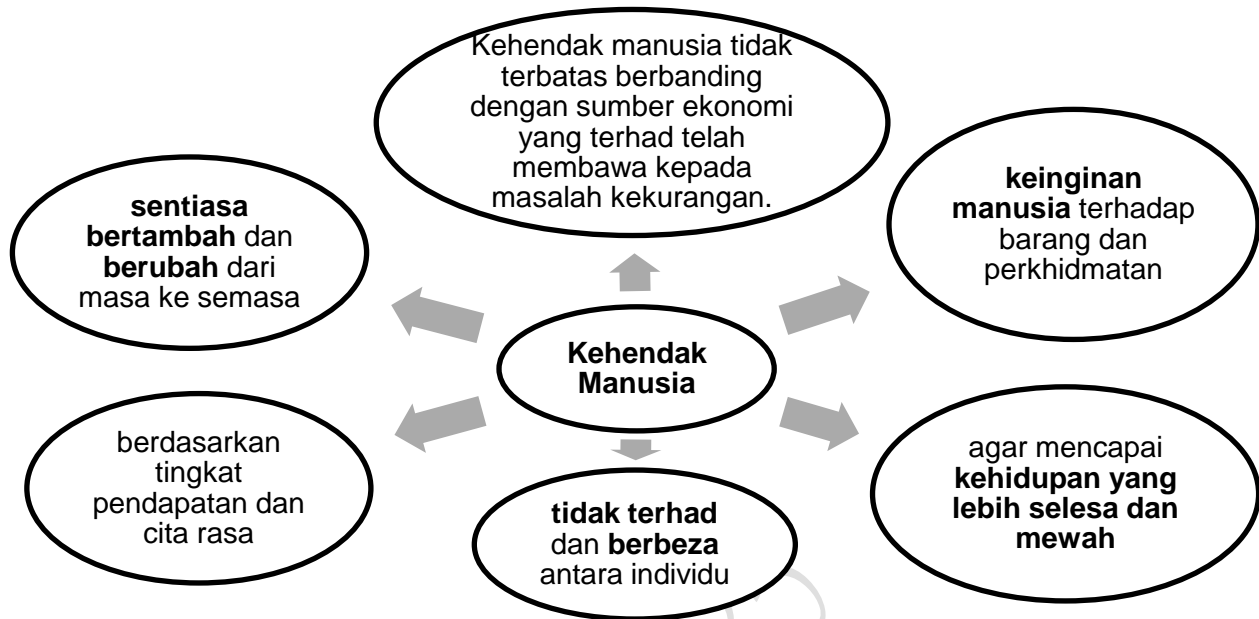 Kehendak manusia tidak
terbatas berbanding
dengan sumber ekonomi
yang terhad telah
membawa kepada
masalah kekurangan.
keinginan
manusia terhadap
barang dan
perkhidmatan
sentiasa
bertambah dan
berubah dari
masa ke semasa
Kehendak
Manusia
berdasarkan
tingkat
pendapatan dan
cita rasa
tidak terhad
dan berbeza
antara individu
agar mencapai
kehidupan yang
lebih selesa dan
mewah